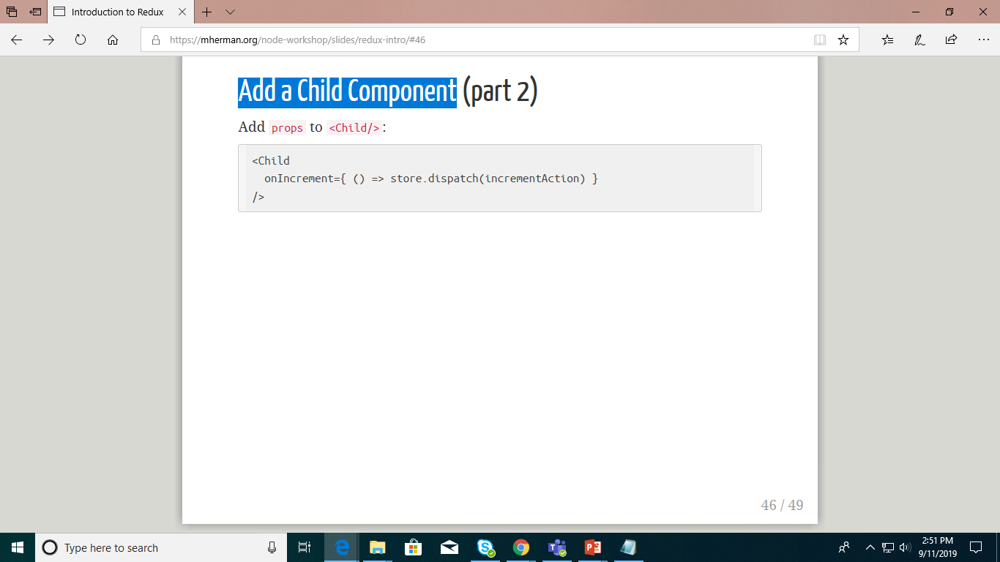 Introduction to Redux
https://mherman.org/node-workshop/slides/redux-intro/#46
Add a Child Component (part 2)
Add props to <Child/>:
<Child
  onIncrement={ () => store.dispatch(incrementAction) }
/>
46 / 49
Type here to search
2:51 PM
9/11/2019